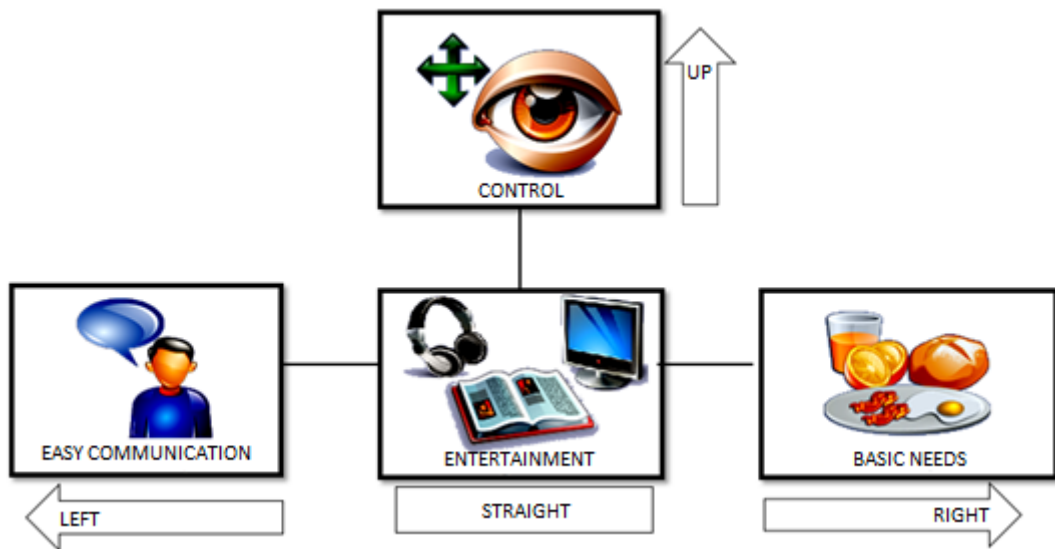 UP
CONTROL
EASY COMMUNICATION
ENTERTAINMENT
BASIC NEEDS
LEFT
STRAIGHT
RIGHT